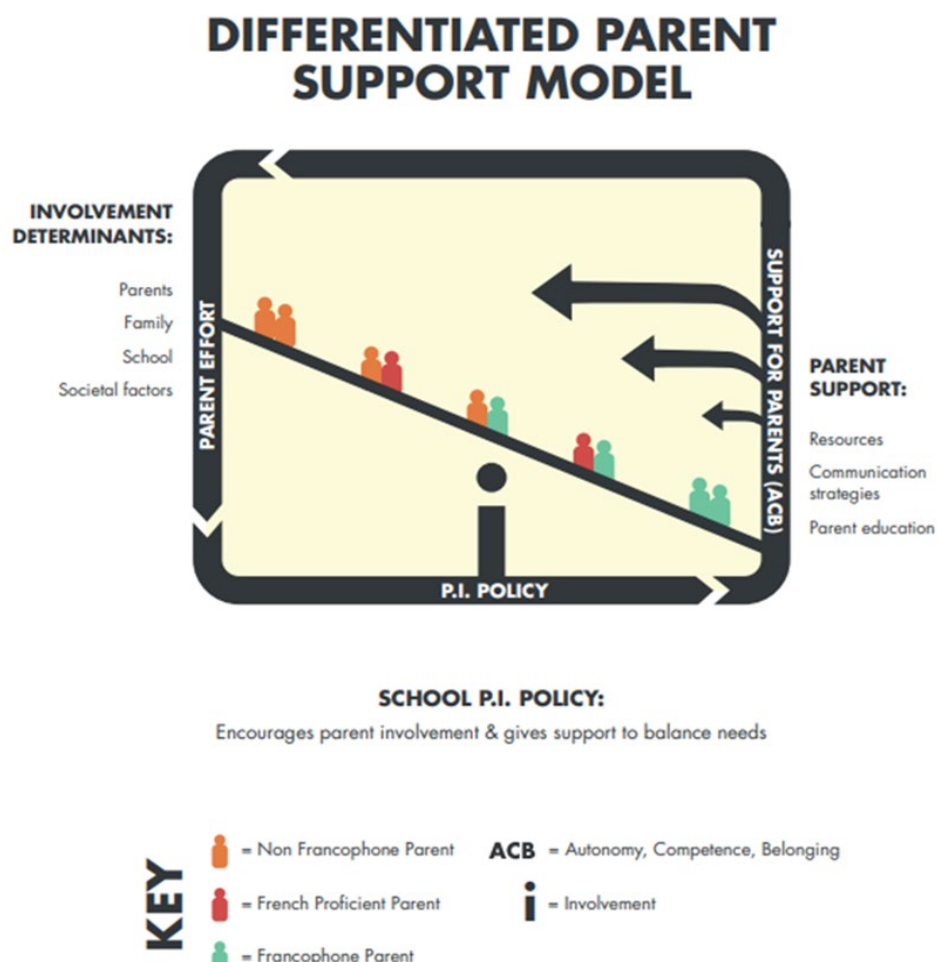 DIFFERENTIATED PARENT
SUPPORT MODEL
INVOLVEMENT
DETERMINANTS:
Parents
Family
School
Societal factors
PARENT EFFORT
SUPPORT FOR PARENTS (ACB)
PARENT
SUPPORT:
Resources
Communication
strategies
Parent education
P.I. POLICY
SCHOOL P.I. POLICY:
Encourages parent involvement & gives support to balance needs
KEY
= Non Francophone Parent
ACB = Autonomy, Competence, Belonging
= French Proficient Parent
i = Involvement
= Francophone Parent